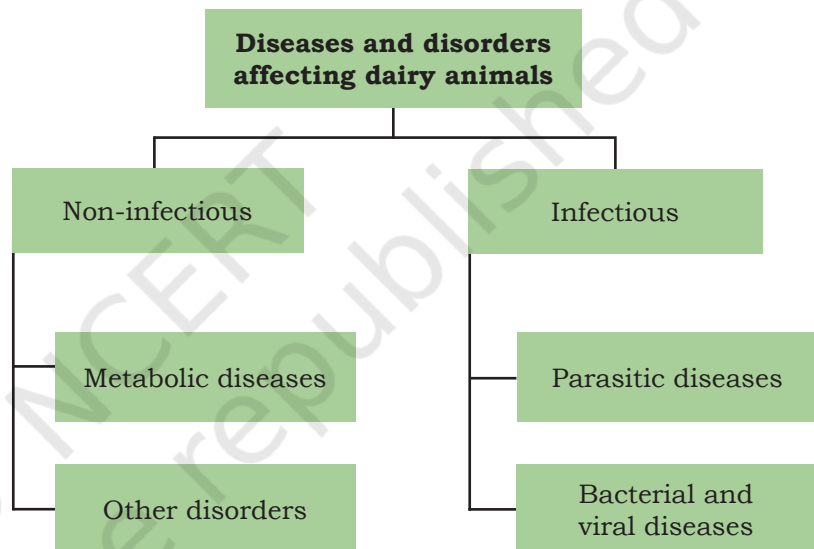 Diseases and disorders
affecting dairy animals
Non-infectious
Infectious
Metabolic diseases
Parasitic diseases
Other disorders
Bacterial and
viral diseases
NCERT
e republished